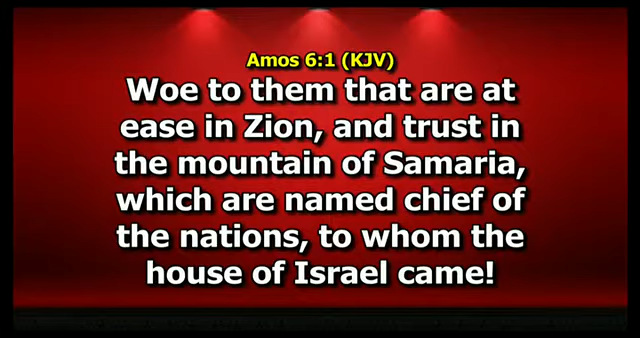 Amos 6:1 (KJV)
Woe to them that are at
ease in Zion, and trust in
the mountain of Samaria,
which are named chief of
the nations, to whom the
house of Israel came!